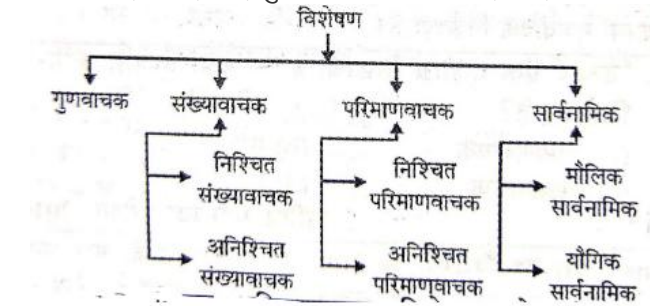 विशेषण
गुणवाचक संख्यावाचक परिमाणवाचक सार्वनामिक
निश्चित
संख्यावाचक
अनिश्चित
संख्यावाचक
निश्चित
परिमाणवाचक
अनिश्चित
परिमाणवाचक
मौलिक
सार्वनामिक
यौगिक
सार्वनामिक